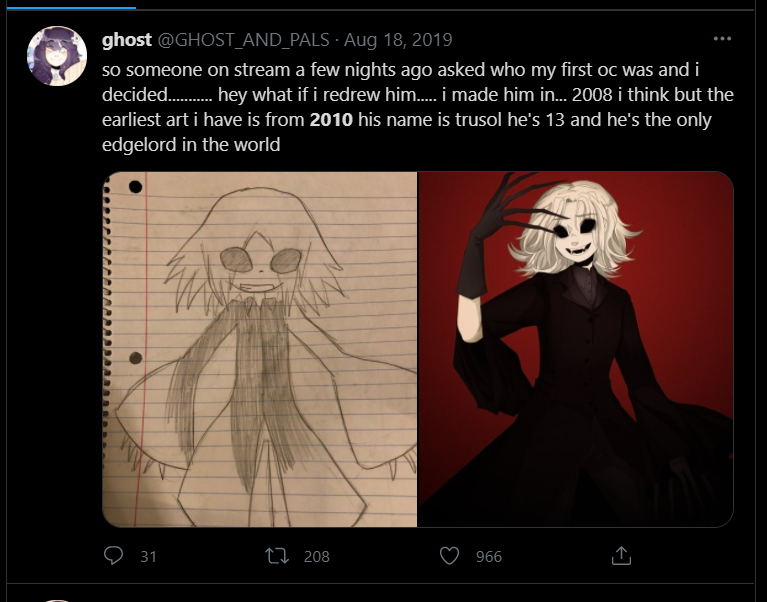 ghost @GHOST_AND_PALS · Aug 18, 2019
so someone on stream a few nights ago asked who my first oc was and i
decided........... hey what if i redrew him..... i made him in... 2008 i think but the
earliest art i have is from 2010 his name is trusol he's 13 and he's the only
edgelord in the world
31 208 966